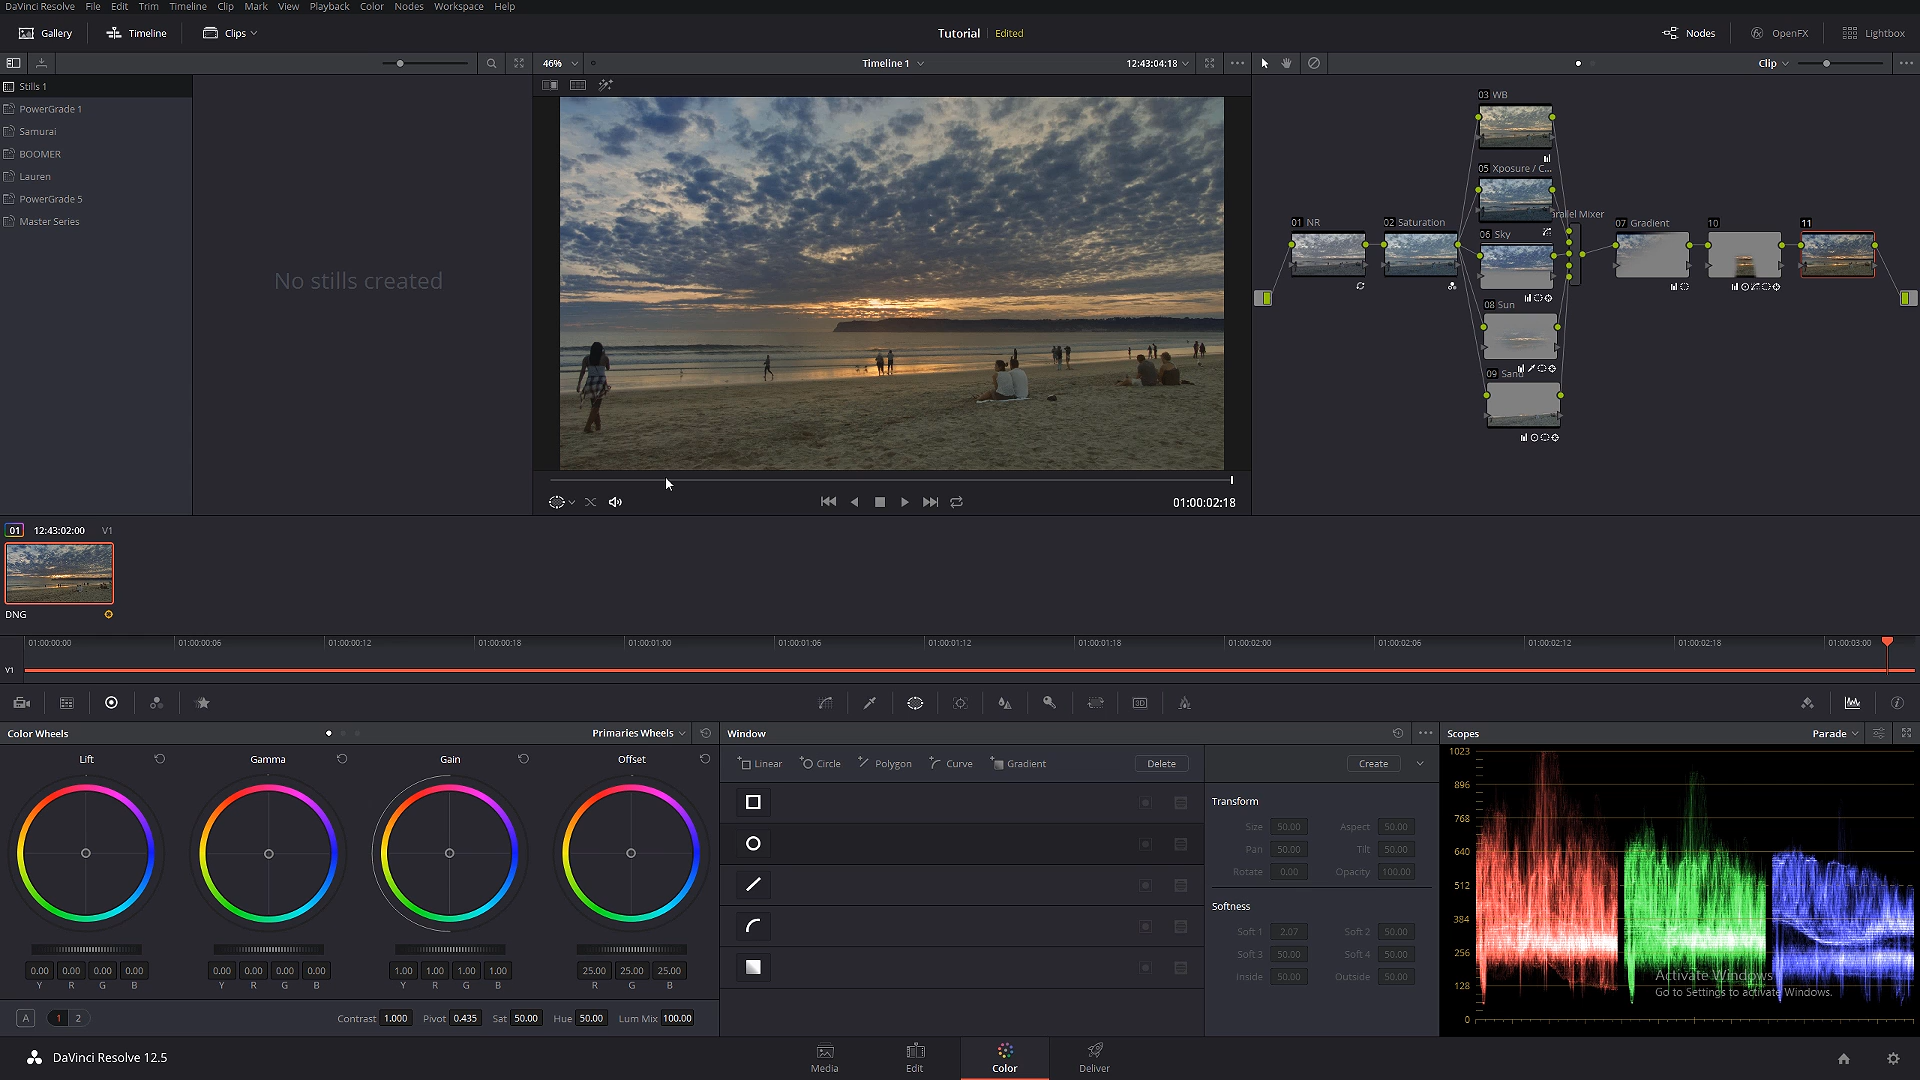 DaVinci Resolve File Edit Trim Timeline Clip Mark View Playback Color Nodes Workspace Help
Gallery Timeline Clips Tutorial Edited Nodes OpenFX Lightbox
46% Timeline 1 12:43:04:18 Clip
Stills 1
PowerGrade 1
Samurai
BOOMER
Lauren
PowerGrade 5
Master Series
No stills created
03 WB
05 Xposure / C...
06 Sky
arallel Mixer
01 NR 02 Saturation 07 Gradient 10 11
08 Sun
09 Sand
01:00:02:18
01 12:43:02:00 V1
DNG
01:00:00:00 01:00:00:06 01:00:00:12 01:00:00:18 01:00:01:00 01:00:01:06 01:00:01:12 01:00:01:18 01:00:02:00 01:00:02:06 01:00:02:12 01:00:02:18 01:00:03:00
V1
3D
Color Wheels Primaries Wheels Window Scopes Parade
Lift Gamma Gain Offset
Linear Circle Polygon Curve Gradient Delete Create
Transform
Size 50.00 Aspect 50.00
Pan 50.00 Tilt 50.00
Rotate 0.00 Opacity 100.00
Softness
Soft 1 2.07 Soft 2 50.00
Soft 3 50.00 Soft 4 50.00
Inside 50.00 Outside 50.00
1023
896
768
640
512
384
256
128
0
Activate Windows
Go to Settings to activate Windows.
0.00 0.00 0.00 0.00 0.00 0.00 0.00 0.00 1.00 1.00 1.00 1.00 25.00 25.00 25.00
Y R G B Y R G B Y R G B R G B
A 1 2 Contrast 1.000 Pivot 0.435 Sat 50.00 Hue 50.00 Lum Mix 100.00
DaVinci Resolve 12.5 Media Edit Color Deliver